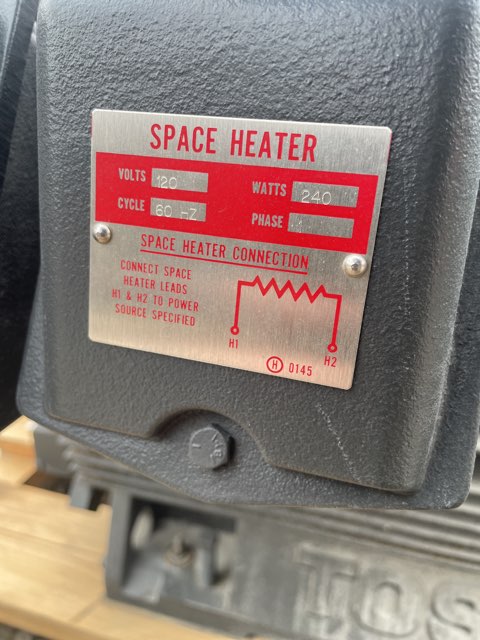 SPACE HEATER
VOLTS 120 WATTS 240
CYCLE 60 HZ PHASE 1
SPACE HEATER CONNECTION
CONNECT SPACE
HEATER LEADS
H1 & H2 TO POWER
SOURCE SPECIFIED
H1
H2
H 0145